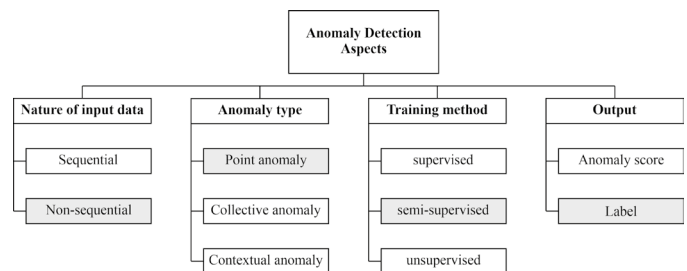 Anomaly Detection
Aspects
Nature of input data
Anomaly type
Training method
Output
Sequential
Point anomaly
supervised
Anomaly score
Non-sequential
Collective anomaly
semi-supervised
Label
Contextual anomaly
unsupervised